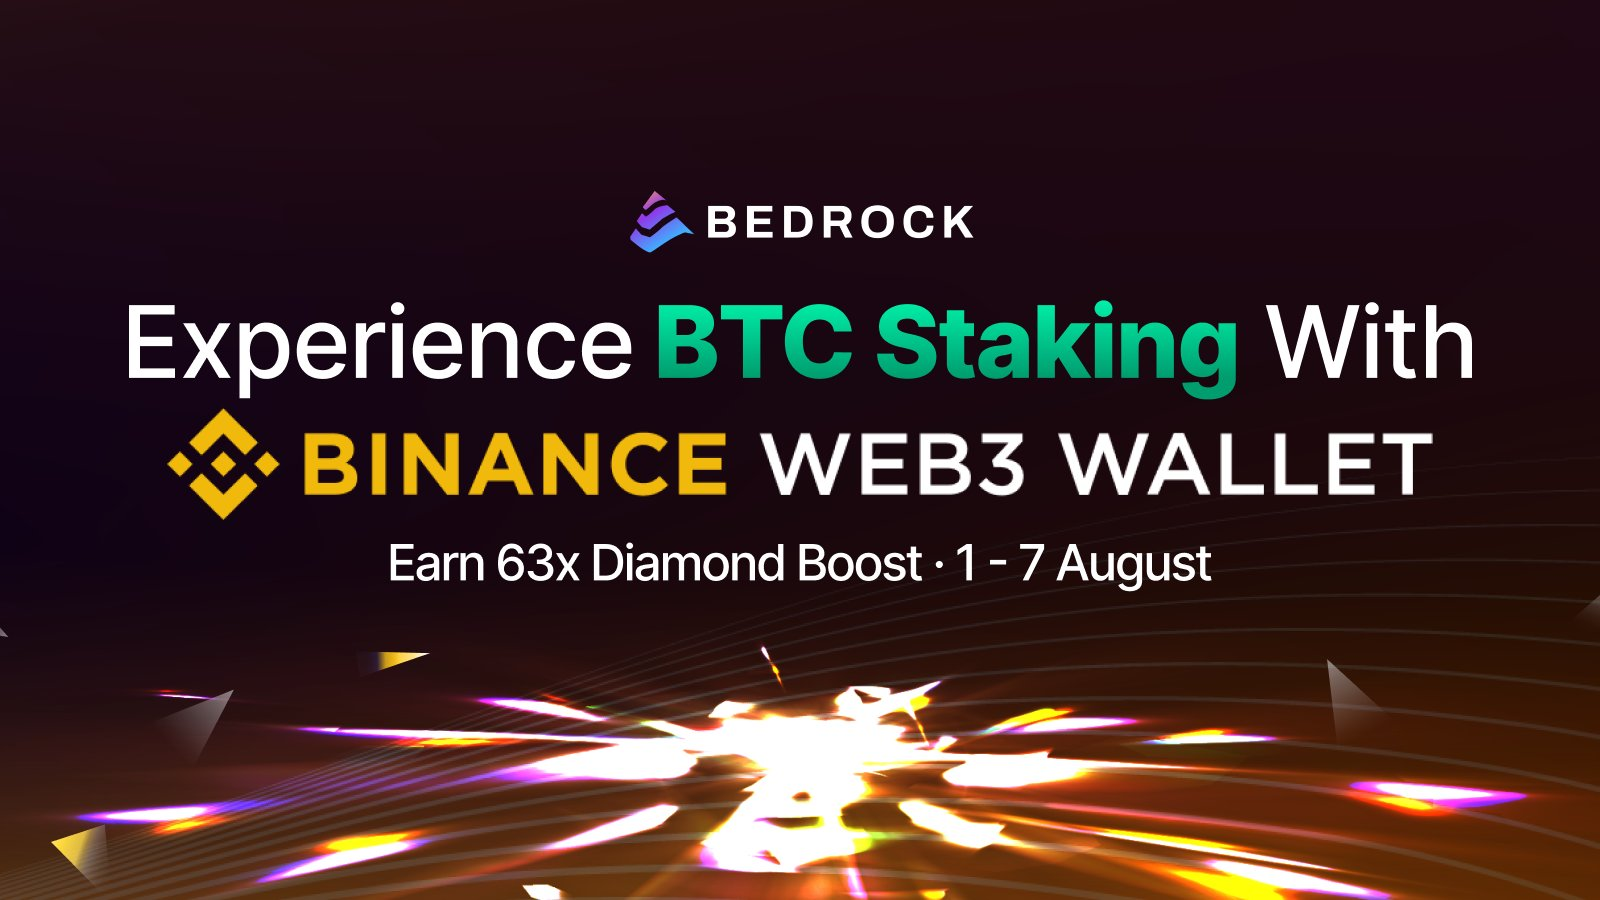 BEDROCK
Experience BTC Staking With
BINANCE WEB3 WALLET
Earn 63x Diamond Boost · 1 - 7 August